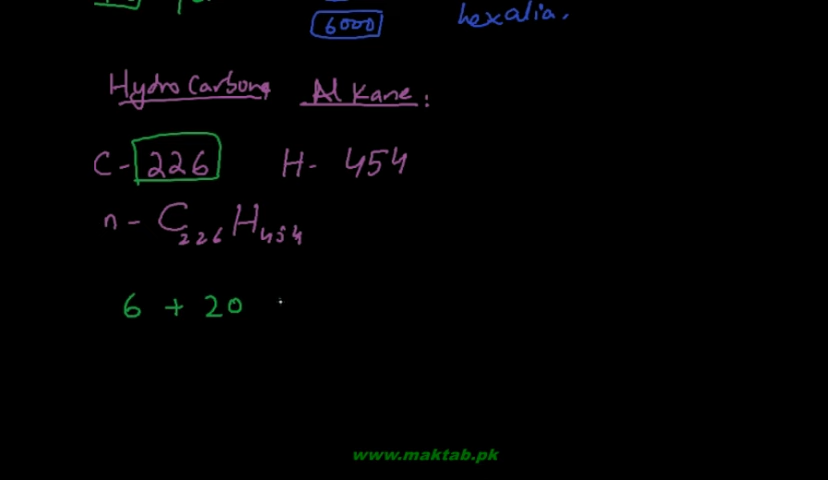 6000 hexalia.
Hydro Carbons Alkane:
C - 226 H - 454
n - C226H454
6 + 20
www.maktab.pk